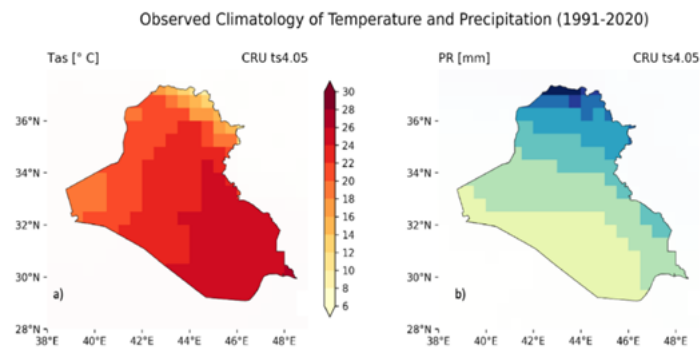 Observed Climatology of Temperature and Precipitation (1991-2020)
Tas [° C] CRU ts4.05
PR [mm] CRU ts4.05
36°N
34°N
32°N
30°N
28°N
38°E 40°E 42°E 44°E 46°E 48°E
a)
30
28
26
24
22
20
18
16
14
12
10
8
6
36°N
34°N
32°N
30°N
28°N
38°E 40°E 42°E 44°E 46°E 48°E
b)